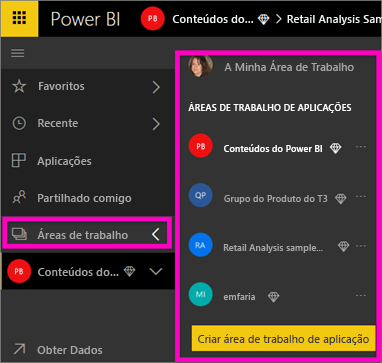 Power BI
PB
Conteúdos do...
Retail Analysis Sam
Favoritos
Recente
Aplicações
Partilhado comigo
Áreas de trabalho
PB
Conteúdos do...
Obter Dados
A Minha Área de Trabalho
ÁREAS DE TRABALHO DE APLICAÇÕES
PB
Conteúdos do Power BI
...
QP
Grupo do Produto do T3
...
RA
Retail Analysis sample...
...
MI
emfaria
...
Criar área de trabalho de aplicação